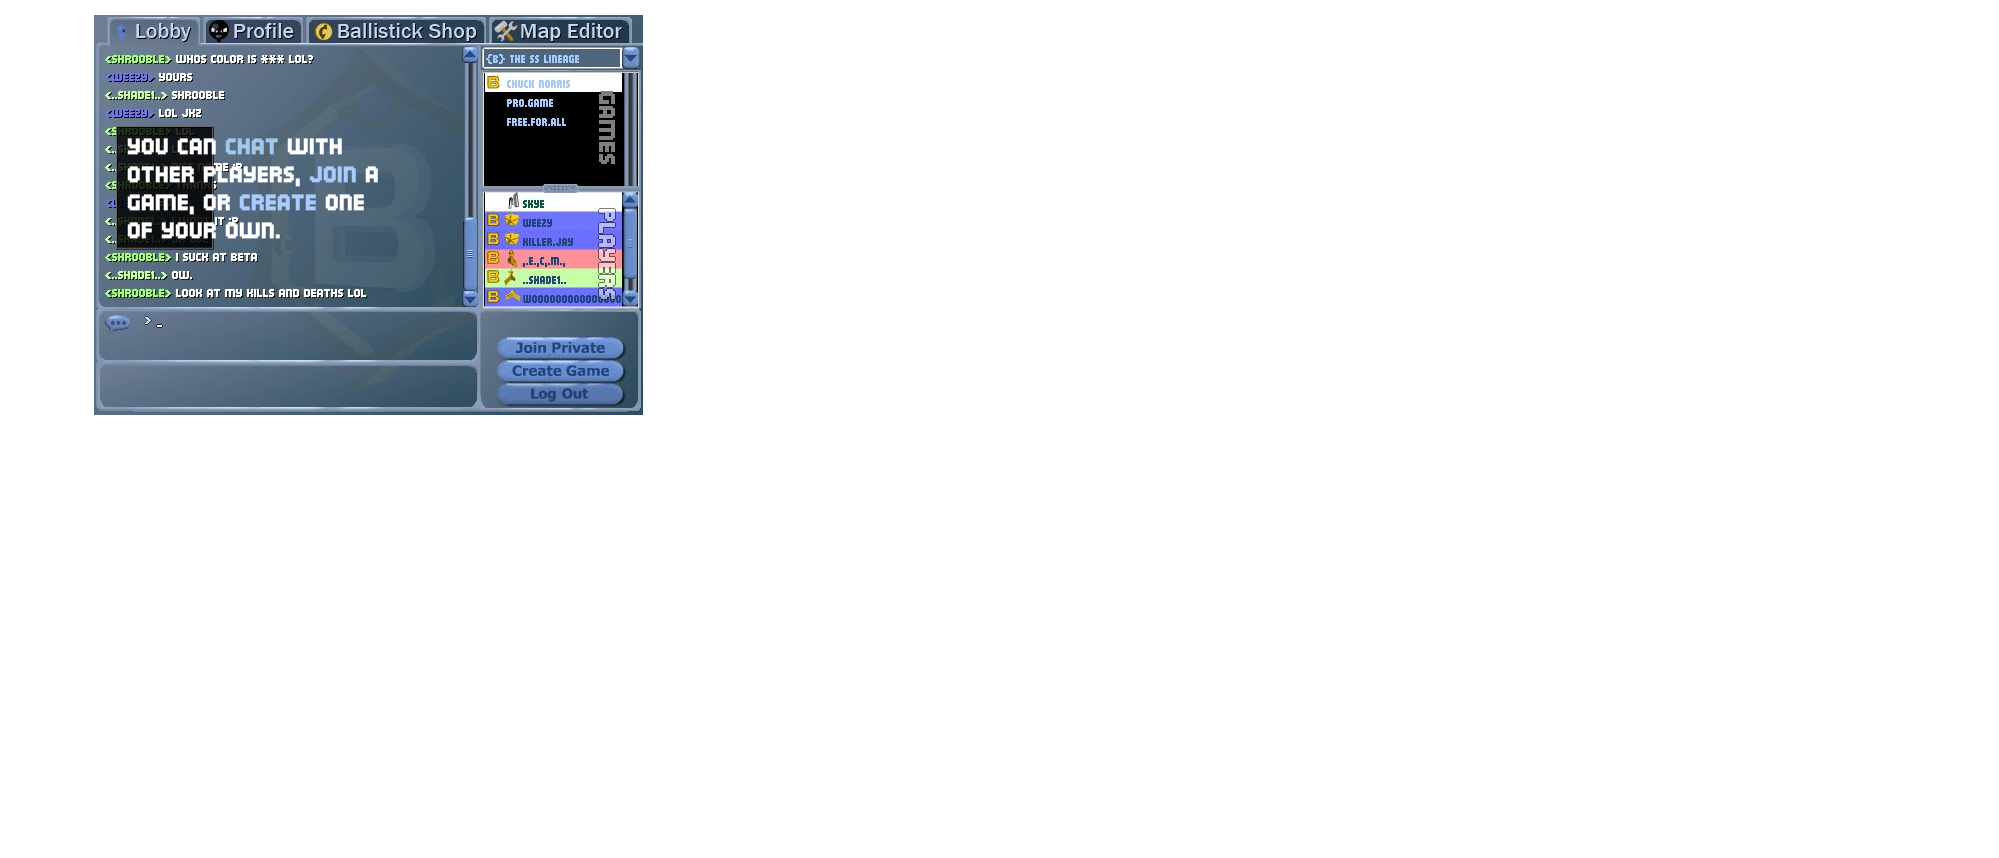 Lobby Profile Ballistick Shop Map Editor
<SHROOBLE> WHOS COLOR IS *** LOL?
<WEEZY> YOURS
<..SHADE1..> SHROOBLE
<WEEZY> LOL JKZ
YOU CAN CHAT WITH
OTHER PLAYERS, JOIN A
GAME, OR CREATE ONE
OF YOUR OWN.
<SHROOBLE> I SUCK AT BETA
<..SHADE1..> OW.
<SHROOBLE> LOOK AT MY KILLS AND DEATHS LOL
>_
{B} THE SS LINEAGE
B CHUCK NORRIS
PRO.GAME
FREE.FOR.ALL
GAMES
SKYE
B WEEZY
B KILLER.JAY
B ,.E.,C,.M.,
B ..SHADE1..
PLAYERS
Join Private
Create Game
Log Out